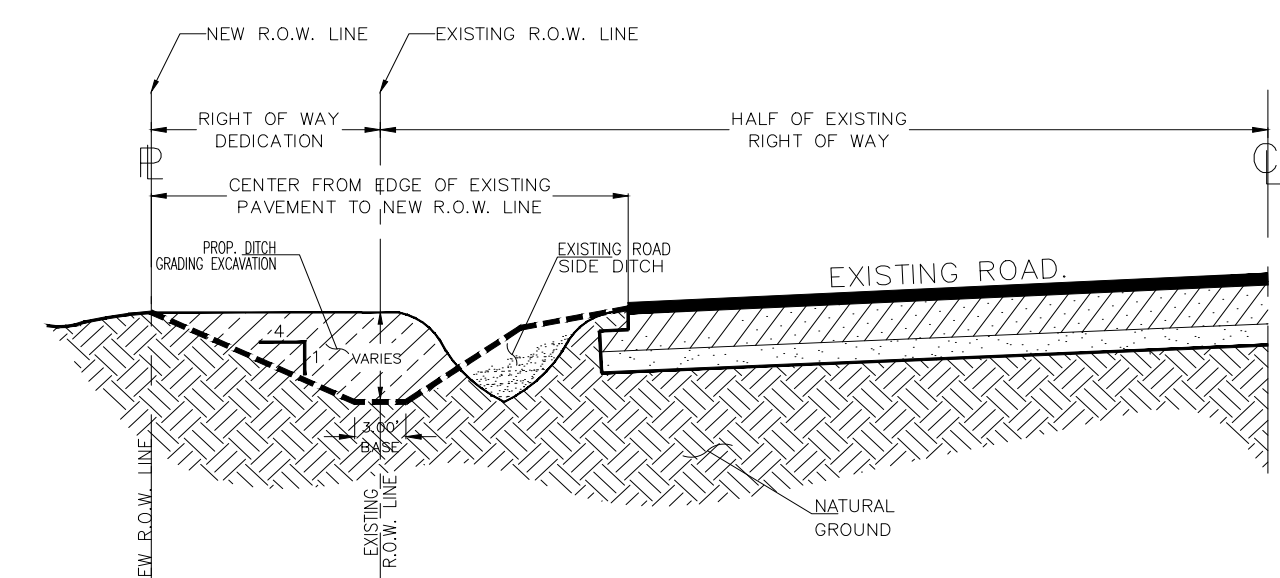 NEW R.O.W. LINE
EXISTING R.O.W. LINE
RIGHT OF WAY
DEDICATION
HALF OF EXISTING
RIGHT OF WAY
PL
CL
CENTER FROM EDGE OF EXISTING
PAVEMENT TO NEW R.O.W. LINE
PROP. DITCH
GRADING EXCAVATION
EXISTING ROAD
SIDE DITCH
EXISTING ROAD.
4
1
VARIES
3.00'
BASE
NATURAL
GROUND
EW R.O.W. LINE
EXISTING
R.O.W. LINE